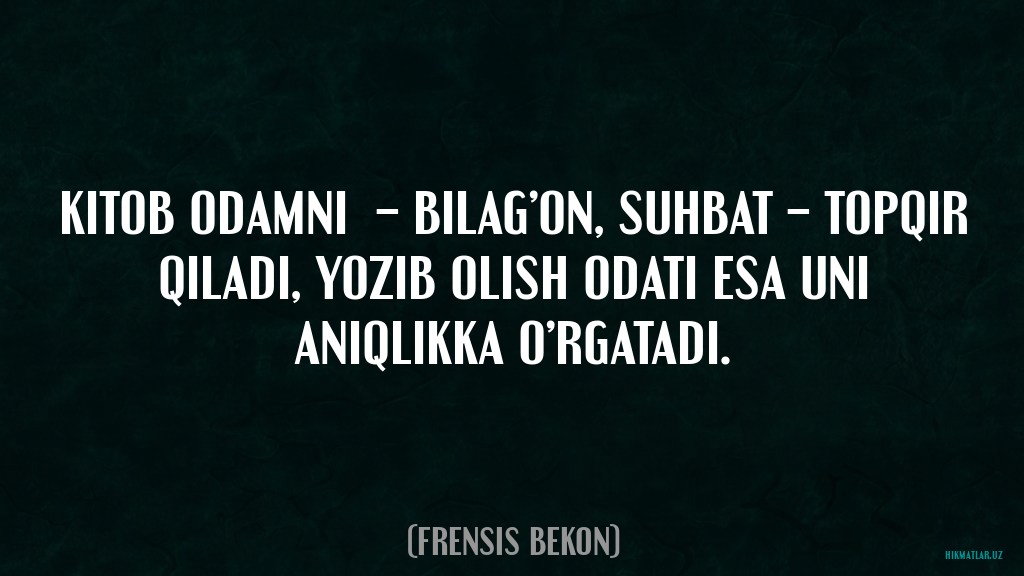 KITOB ODAMNI – BILAG’ON, SUHBAT – TOPQIR
QILADI, YOZIB OLISH ODATI ESA UNI
ANIQLIKKA O’RGATADI.
(FRENSIS BEKON)
HIKMATLAR.UZ